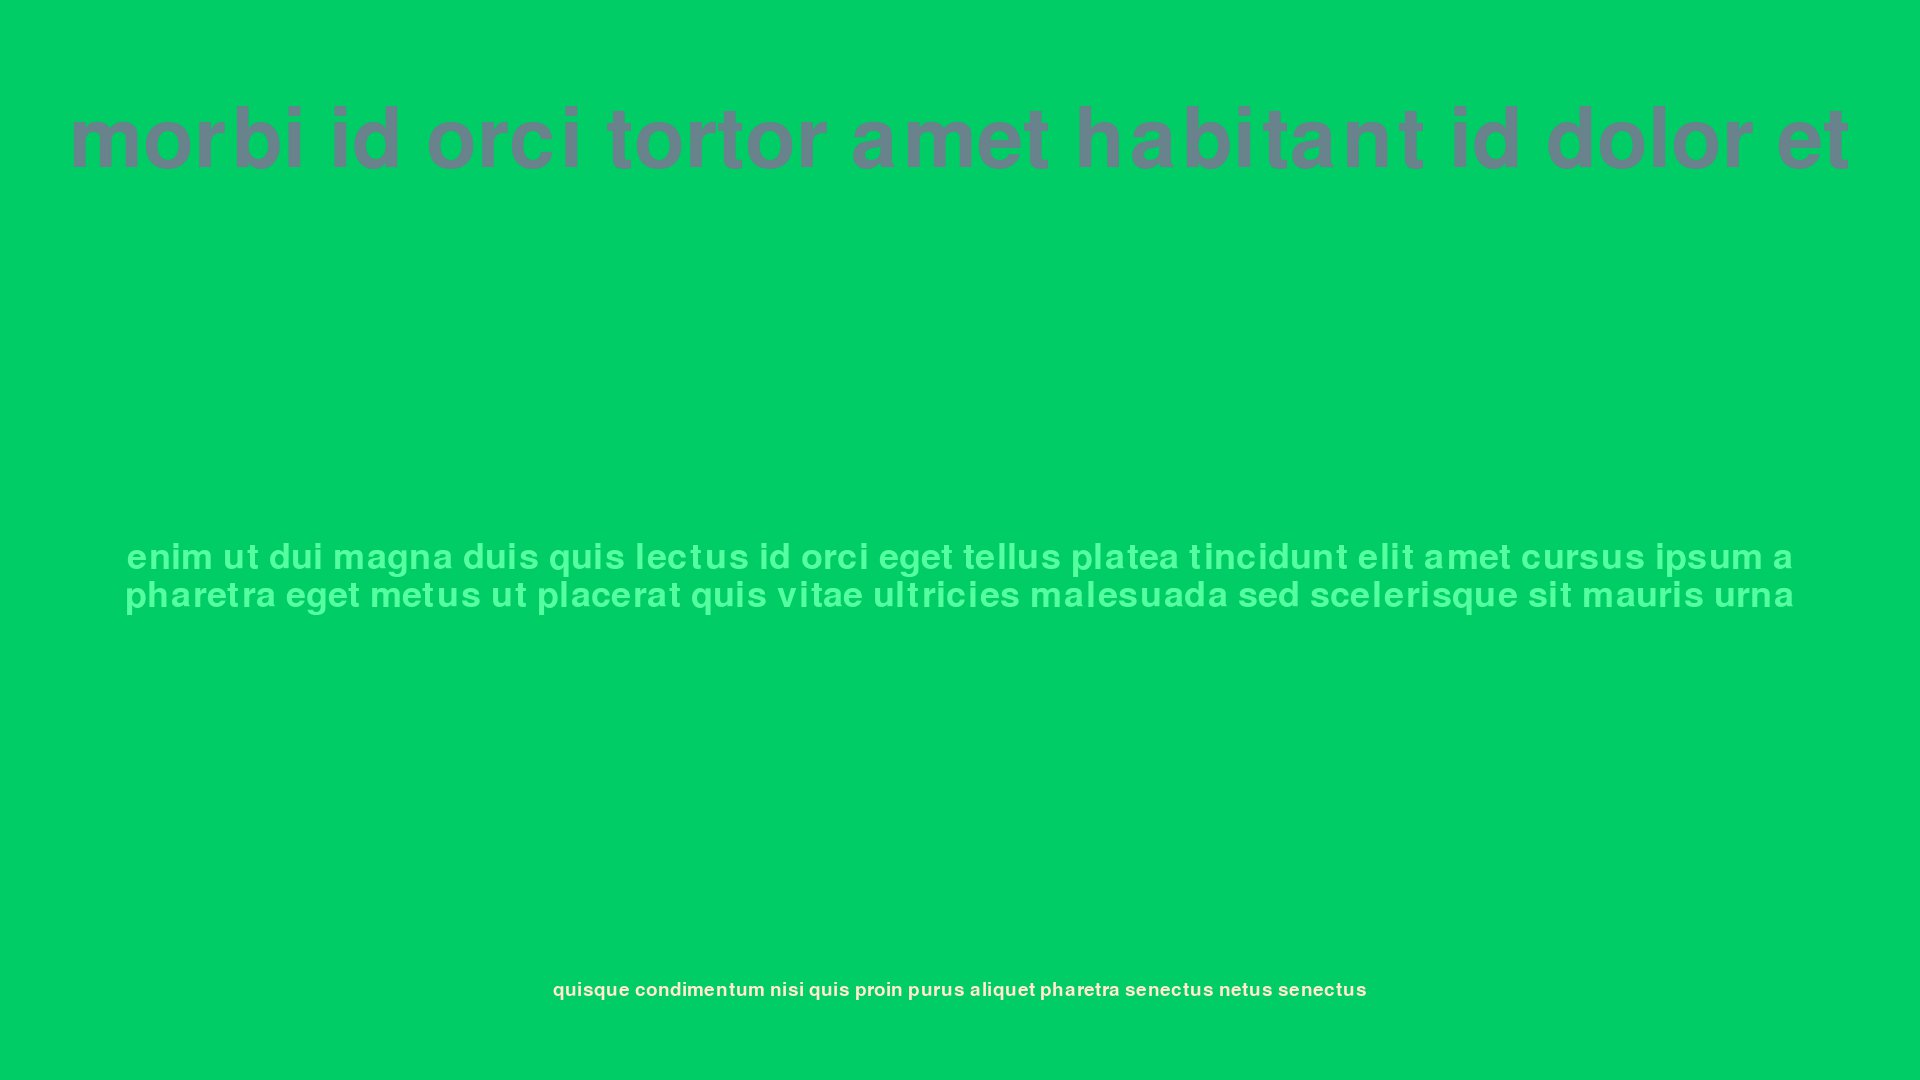 morbi id orci tortor amet habitant id dolor et
enim ut dui magna duis quis lectus id orci eget tellus platea tincidunt elit amet cursus ipsum a
pharetra eget metus ut placerat quis vitae ultricies malesuada sed scelerisque sit mauris urna
quisque condimentum nisi quis proin purus aliquet pharetra senectus netus senectus